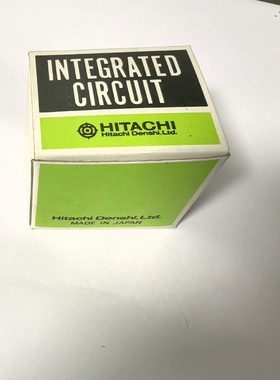 INTEGRATED
CIRCUIT
HITACHI
Hitachi Denshi,Ltd.
Hitachi Denshi,Ltd.
MADE IN JAPAN